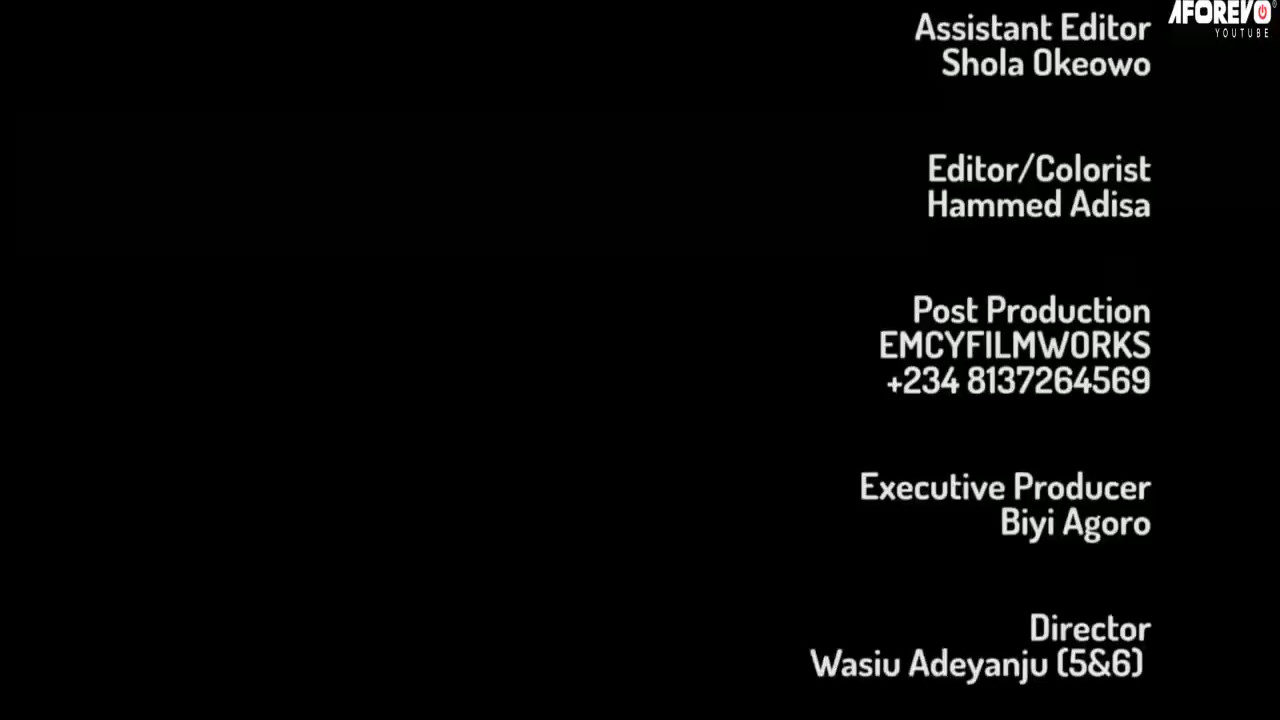 AFOREVO
YOUTUBE
Assistant Editor
Shola Okeowo
Editor/Colorist
Hammed Adisa
Post Production
EMCYFILMWORKS
+234 8137264569
Executive Producer
Biyi Agoro
Director
Wasiu Adeyanju (5&6)